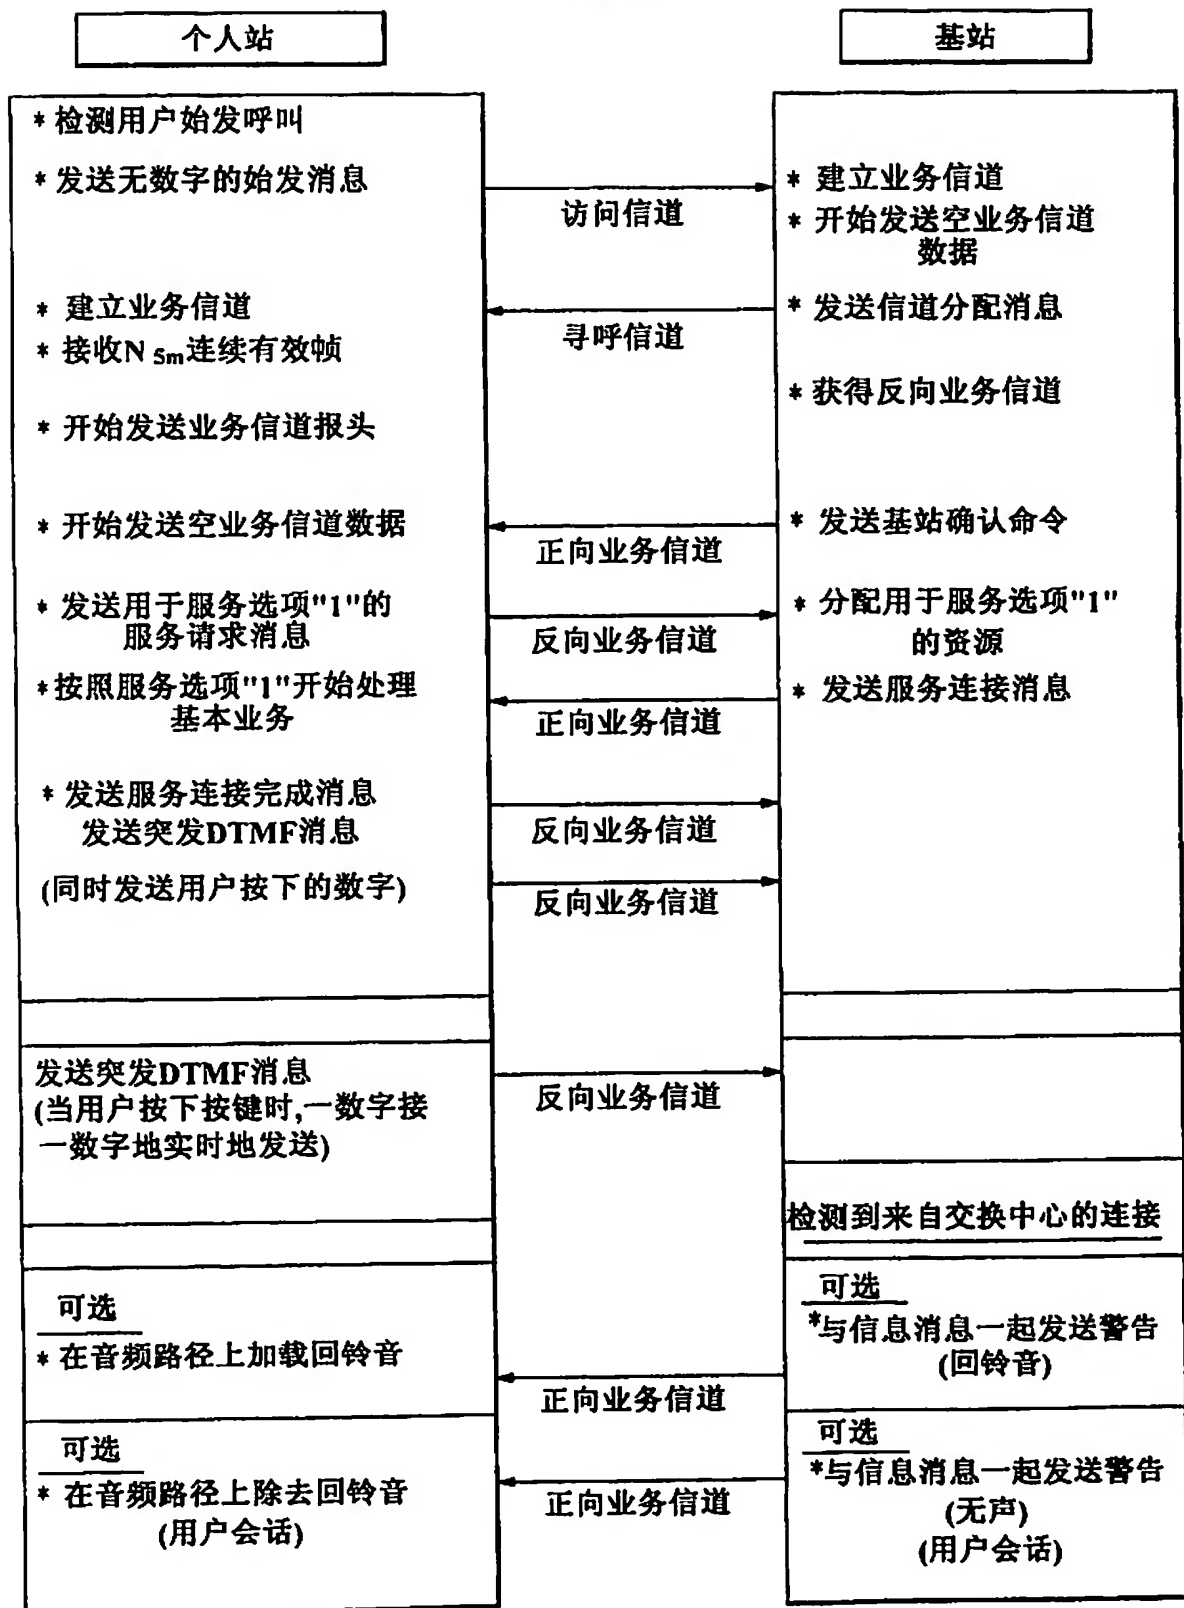 个人站
基站
* 检测用户始发呼叫
* 发送无数字的始发消息
访问信道
* 建立业务信道
* 开始发送空业务信道
数据
* 建立业务信道
* 接收N 5m连续有效帧
寻呼信道
* 发送信道分配消息
* 获得反向业务信道
* 开始发送业务信道报头
* 开始发送空业务信道数据
正向业务信道
* 发送基站确认命令
* 发送用于服务选项"1"的
服务请求消息
反向业务信道
* 分配用于服务选项"1"
的资源
*按照服务选项"1"开始处理
基本业务
正向业务信道
* 发送服务连接消息
* 发送服务连接完成消息
发送突发DTMF消息
反向业务信道
(同时发送用户按下的数字)
反向业务信道
发送突发DTMF消息
(当用户按下按键时,一数字接
一数字地实时地发送)
反向业务信道
检测到来自交换中心的连接
可选
* 在音频路径上加载回铃音
正向业务信道
可选
*与信息消息一起发送警告
(回铃音)
可选
* 在音频路径上除去回铃音
(用户会话)
正向业务信道
可选
*与信息消息一起发送警告
(无声)
(用户会话)